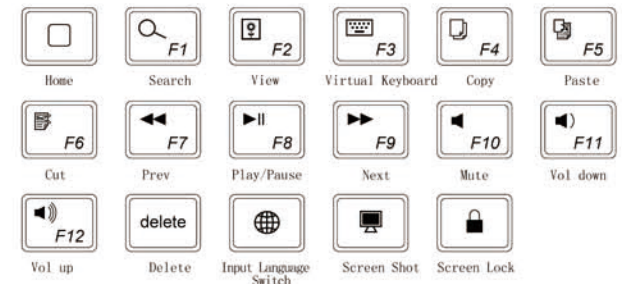 F1 F2 F3 F4 F5
Home Search View Virtual Keyboard Copy Paste
F6 F7 F8 F9 F10 F11
Cut Prev Play/Pause Next Mute Vol down
F12 delete
Vol up Delete Input Language Screen Shot Screen Lock
Switch